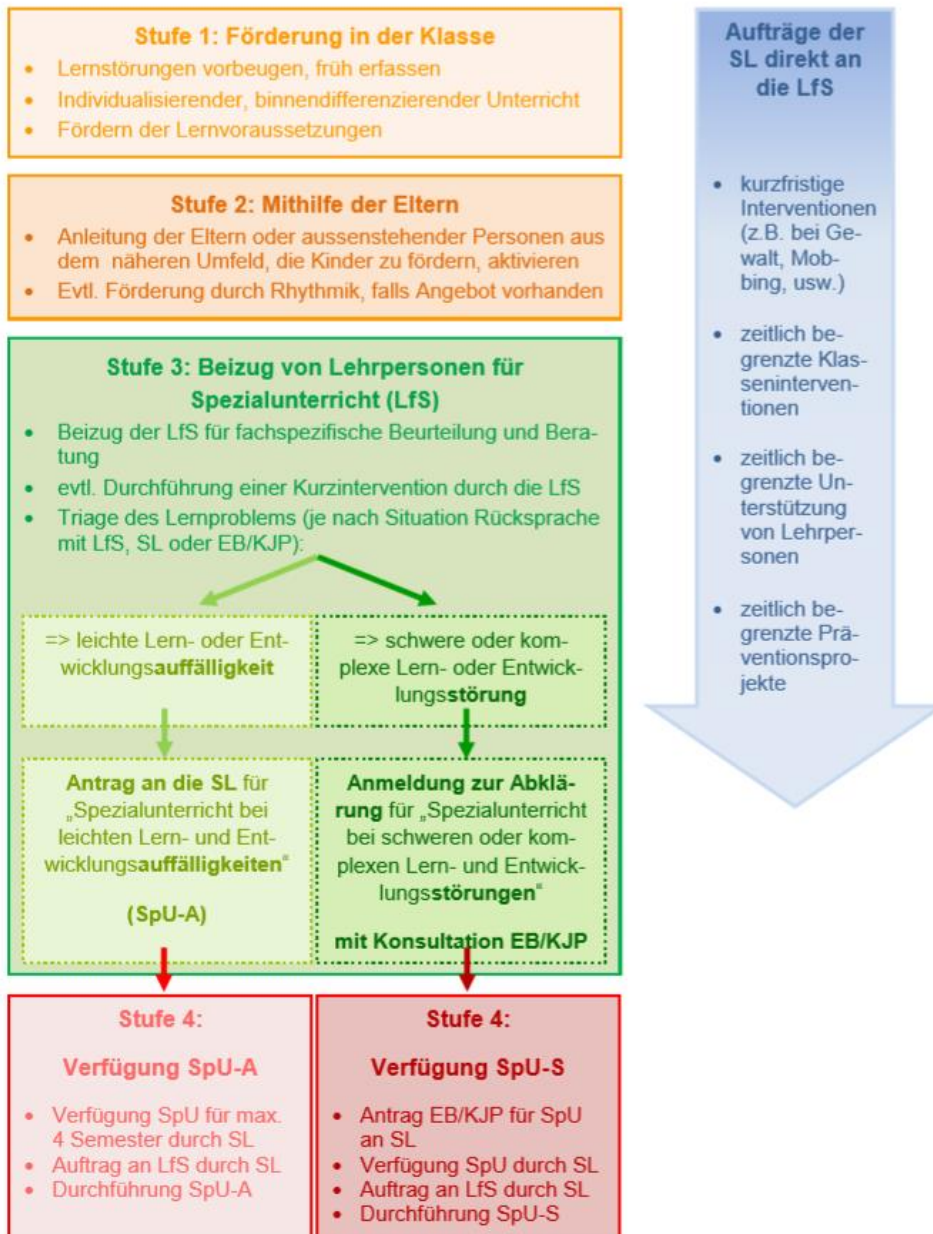 Stufe 1: Förderung in der Klasse
• Lernstörungen vorbeugen, früh erfassen
• Individualisierender, binnendifferenzierender Unterricht
• Fördern der Lernvoraussetzungen
Stufe 2: Mithilfe der Eltern
• Anleitung der Eltern oder aussenstehender Personen aus
dem näheren Umfeld, die Kinder zu fördern, aktivieren
• Evtl. Förderung durch Rhythmik, falls Angebot vorhanden
Stufe 3: Beizug von Lehrpersonen für
Spezialunterricht (LfS)
• Beizug der LfS für fachspezifische Beurteilung und Bera-
tung
• evtl. Durchführung einer Kurzintervention durch die LfS
• Triage des Lernproblems (je nach Situation Rücksprache
mit LfS, SL oder EB/KJP):
=> leichte Lern- oder Ent-
wicklungsauffälligkeit
=> schwere oder kom-
plexe Lern- oder Entwick-
lungsstörung
Antrag an die SL für
„Spezialunterricht bei
leichten Lern- und Ent-
wicklungsauffälligkeiten“
(SpU-A)
Anmeldung zur Abklä-
rung für „Spezialunterricht
bei schweren oder kom-
plexen Lern- und Entwick-
lungsstörungen“
mit Konsultation EB/KJP
Stufe 4:
Verfügung SpU-A
• Verfügung SpU für max.
4 Semester durch SL
• Auftrag an LfS durch SL
• Durchführung SpU-A
Stufe 4:
Verfügung SpU-S
• Antrag EB/KJP für SpU
an SL
• Verfügung SpU durch SL
• Auftrag an LfS durch SL
• Durchführung SpU-S
Aufträge der
SL direkt an
die LfS
• kurzfristige
Interventionen
(z.B. bei Ge-
walt, Mob-
bing, usw.)
• zeitlich be-
grenzte Klas-
seninterven-
tionen
• zeitlich be-
grenzte Un-
terstützung
von Lehrper-
sonen
• zeitlich be-
grenzte Prä-
ventionspro-
jekte